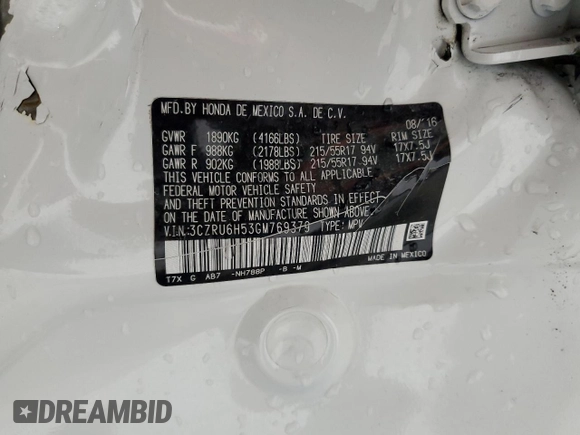 MFD. BY HONDA DE MEXICO S.A. DE C.V.
08/'16
GVWR 1890KG (4166LBS) TIRE SIZE RIM SIZE
GAWR F 988KG (2178LBS) 215/55R17 94V 17X7.5J
GAWR R 902KG (1988LBS) 215/55R17 94V 17X7.5J
THIS VEHICLE CONFORMS TO ALL APPLICABLE
FEDERAL MOTOR VEHICLE SAFETY
AND THEFT PREVENTION STANDARDS IN EFFECT
ON THE DATE OF MANUFACTURE SHOWN ABOVE.
V.I.N:3CZRU6H53GM769379 TYPE: MPV
T7X G AB7 -NH788P -B -M
MADE IN MEXICO
DREAMBID